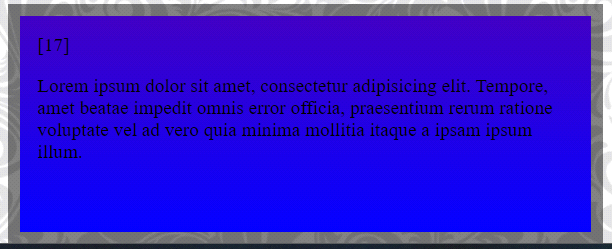 [17]
Lorem ipsum dolor sit amet, consectetur adipisicing elit. Tempore,
amet beatae impedit omnis error officia, praesentium rerum ratione
voluptate vel ad vero quia minima mollitia itaque a ipsam ipsum
illum.